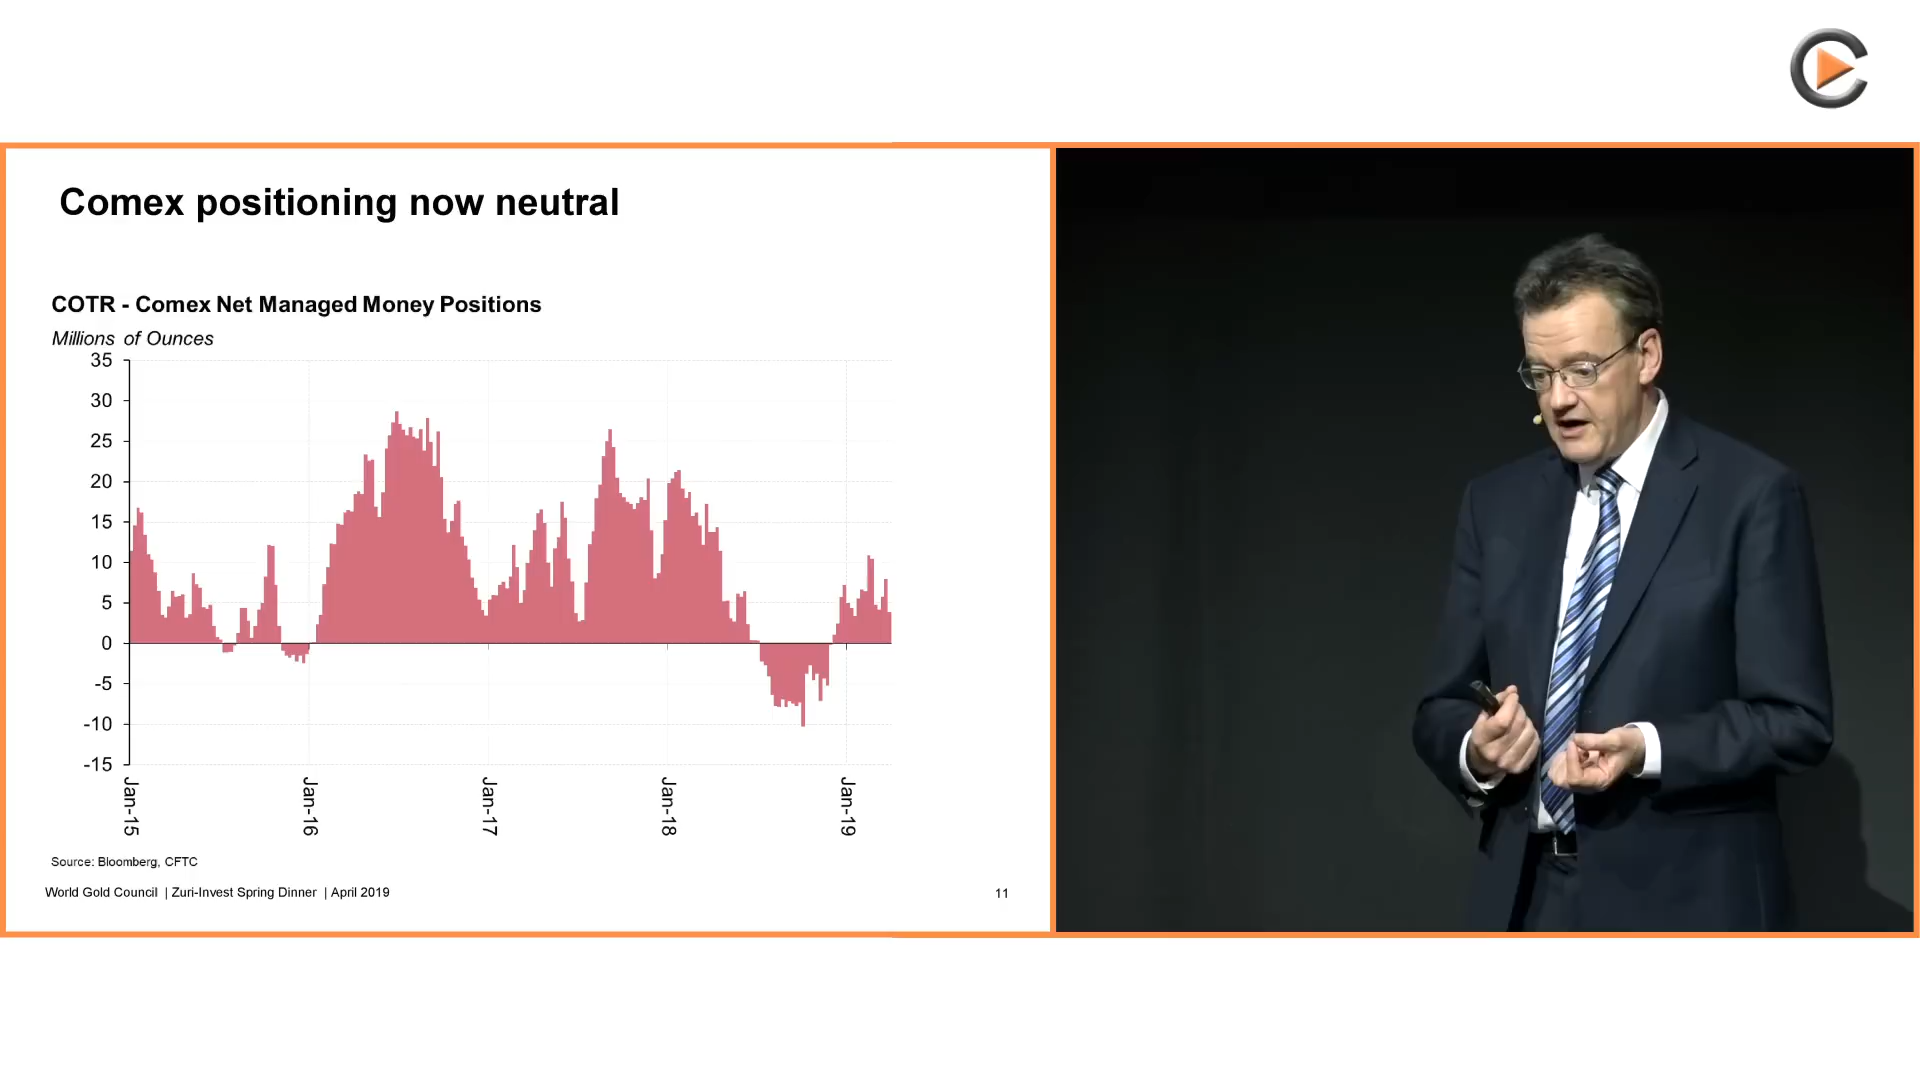 Comex positioning now neutral
COTR - Comex Net Managed Money Positions
Millions of Ounces
35
30
25
20
15
10
5
0
-5
-10
-15
Jan-15
Jan-16
Jan-17
Jan-18
Jan-19
Source: Bloomberg, CFTC
World Gold Council | Zuri-Invest Spring Dinner | April 2019
11